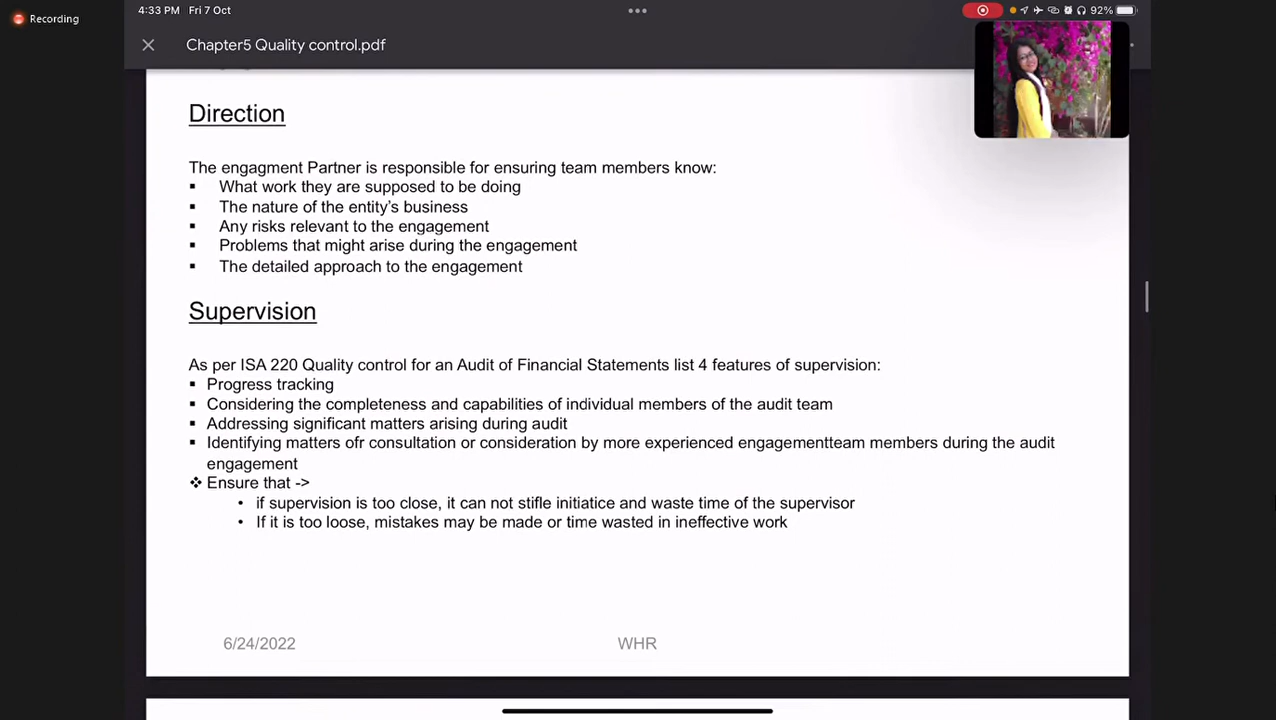 Recording
4:33 PM Fri 7 Oct
92%
Chapter5 Quality control.pdf
Direction
The engagment Partner is responsible for ensuring team members know:
▪ What work they are supposed to be doing
▪ The nature of the entity's business
▪ Any risks relevant to the engagement
▪ Problems that might arise during the engagement
▪ The detailed approach to the engagement
Supervision
As per ISA 220 Quality control for an Audit of Financial Statements list 4 features of supervision:
▪ Progress tracking
▪ Considering the completeness and capabilities of individual members of the audit team
▪ Addressing significant matters arising during audit
▪ Identifying matters ofr consultation or consideration by more experienced engagementteam members during the audit
engagement
❖ Ensure that ->
• if supervision is too close, it can not stifle initiatice and waste time of the supervisor
• If it is too loose, mistakes may be made or time wasted in ineffective work
6/24/2022 WHR